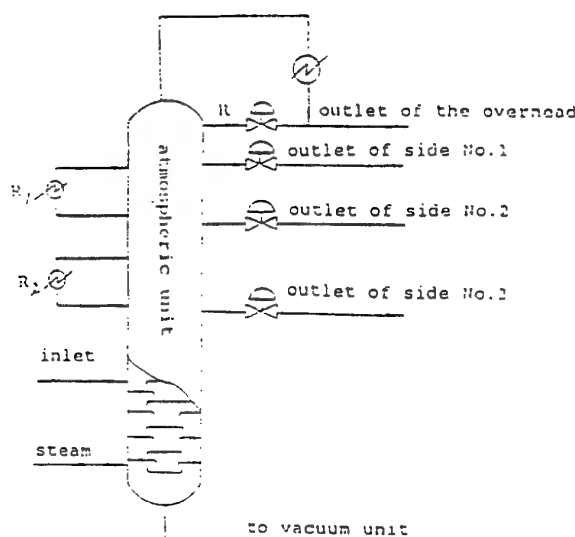 R
outlet of the overhead
outlet of side No.1
R1
outlet of side No.2
R2
outlet of side No.3
atmospheric unit
inlet
steam
to vacuum unit